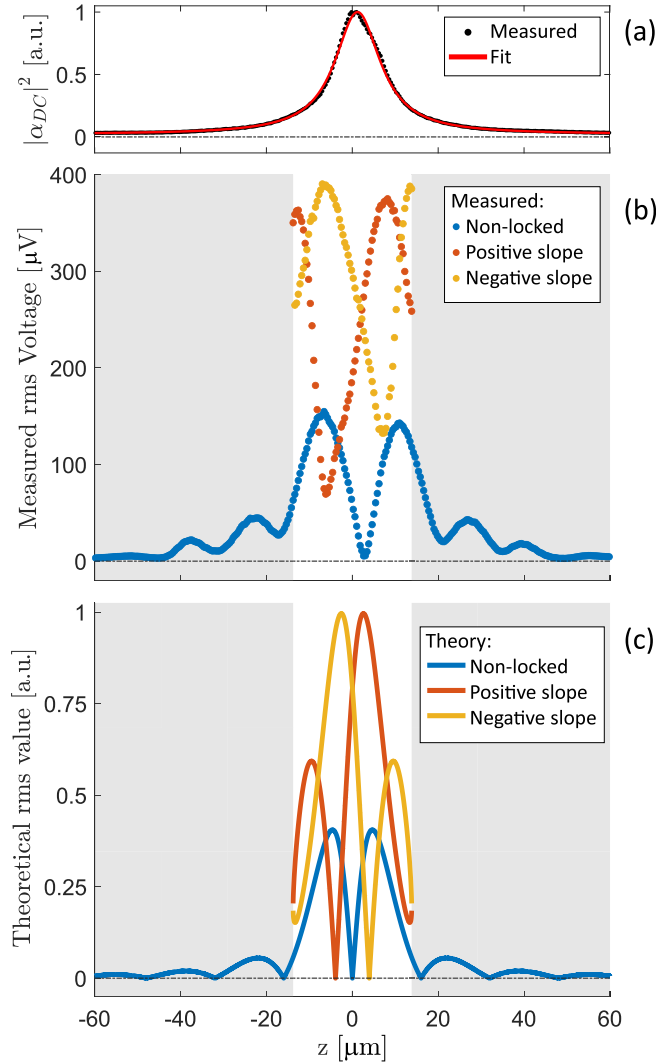 |α_DC|² [a.u.]
1
0.5
0
Measured
Fit
(a)
Measured rms Voltage [μV]
400
300
200
100
0
Measured:
Non-locked
Positive slope
Negative slope
(b)
Theoretical rms value [a.u.]
1
0.75
0.5
0.25
0
Theory:
Non-locked
Positive slope
Negative slope
(c)
-60 -40 -20 0 20 40 60
z [μm]